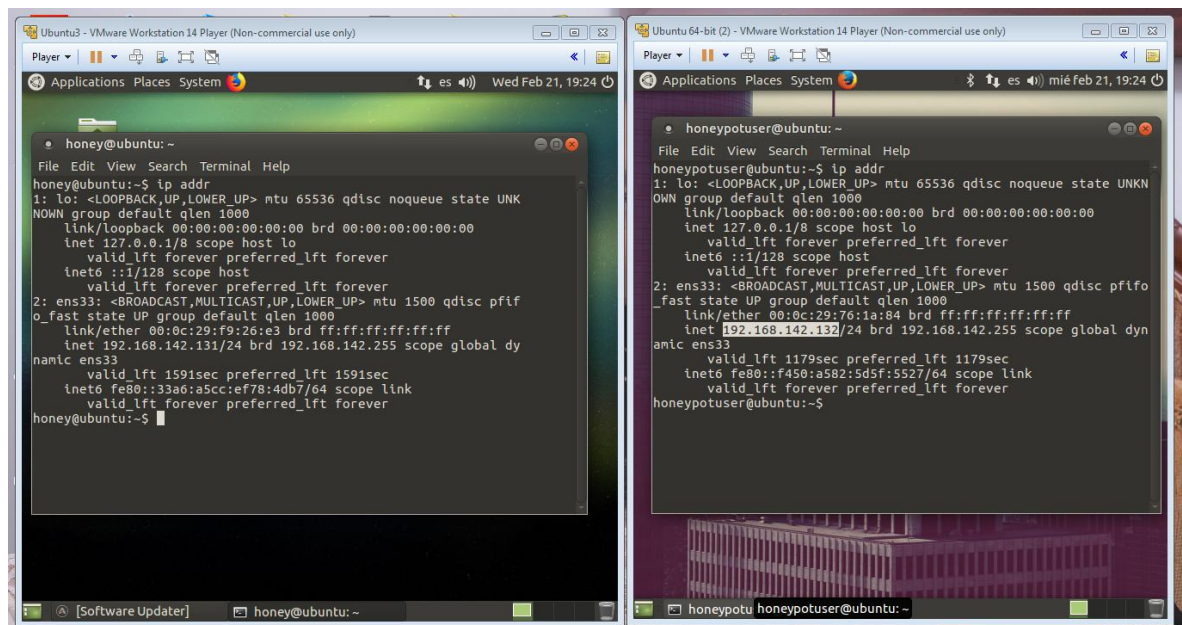 Ubuntu3 - VMware Workstation 14 Player (Non-commercial use only)
Player
Applications Places System
es
Wed Feb 21, 19:24
honey@ubuntu: ~
File Edit View Search Terminal Help
honey@ubuntu:~$ ip addr
1: lo: <LOOPBACK,UP,LOWER_UP> mtu 65536 qdisc noqueue state UNK
NOWN group default qlen 1000
link/loopback 00:00:00:00:00:00 brd 00:00:00:00:00:00
inet 127.0.0.1/8 scope host lo
valid_lft forever preferred_lft forever
inet6 ::1/128 scope host
valid_lft forever preferred_lft forever
2: ens33: <BROADCAST,MULTICAST,UP,LOWER_UP> mtu 1500 qdisc pfif
o_fast state UP group default qlen 1000
link/ether 00:0c:29:f9:26:e3 brd ff:ff:ff:ff:ff:ff
inet 192.168.142.131/24 brd 192.168.142.255 scope global dy
namic ens33
valid_lft 1591sec preferred_lft 1591sec
inet6 fe80::33a6:a5cc:ef78:4db7/64 scope link
valid_lft forever preferred_lft forever
honey@ubuntu:~$
[Software Updater]
honey@ubuntu: ~
Ubuntu 64-bit (2) - VMware Workstation 14 Player (Non-commercial use only)
Player
Applications Places System
es
mié feb 21, 19:24
honeypotuser@ubuntu: ~
File Edit View Search Terminal Help
honeypotuser@ubuntu:~$ ip addr
1: lo: <LOOPBACK,UP,LOWER_UP> mtu 65536 qdisc noqueue state UNKN
OWN group default qlen 1000
link/loopback 00:00:00:00:00:00 brd 00:00:00:00:00:00
inet 127.0.0.1/8 scope host lo
valid_lft forever preferred_lft forever
inet6 ::1/128 scope host
valid_lft forever preferred_lft forever
2: ens33: <BROADCAST,MULTICAST,UP,LOWER_UP> mtu 1500 qdisc pfifo
_fast state UP group default qlen 1000
link/ether 00:0c:29:76:1a:84 brd ff:ff:ff:ff:ff:ff
inet 192.168.142.132/24 brd 192.168.142.255 scope global dyn
amic ens33
valid_lft 1179sec preferred_lft 1179sec
inet6 fe80::f450:a582:5d5f:5527/64 scope link
valid_lft forever preferred_lft forever
honeypotuser@ubuntu:~$
honeypotu
honeypotuser@ubuntu: ~